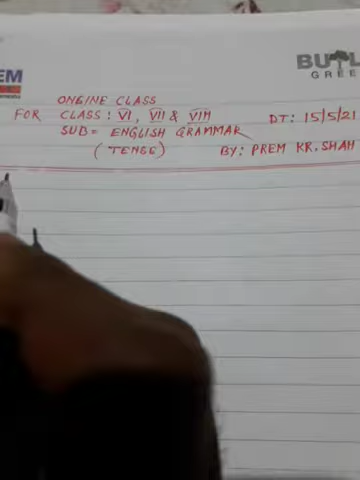 EM
BU L
GREE
ONLINE CLASS
FOR CLASS : VI, VII & VIII DT: 15/5/21
SUB = ENGLISH GRAMMAR
(TENSE) BY: PREM KR. SHAH